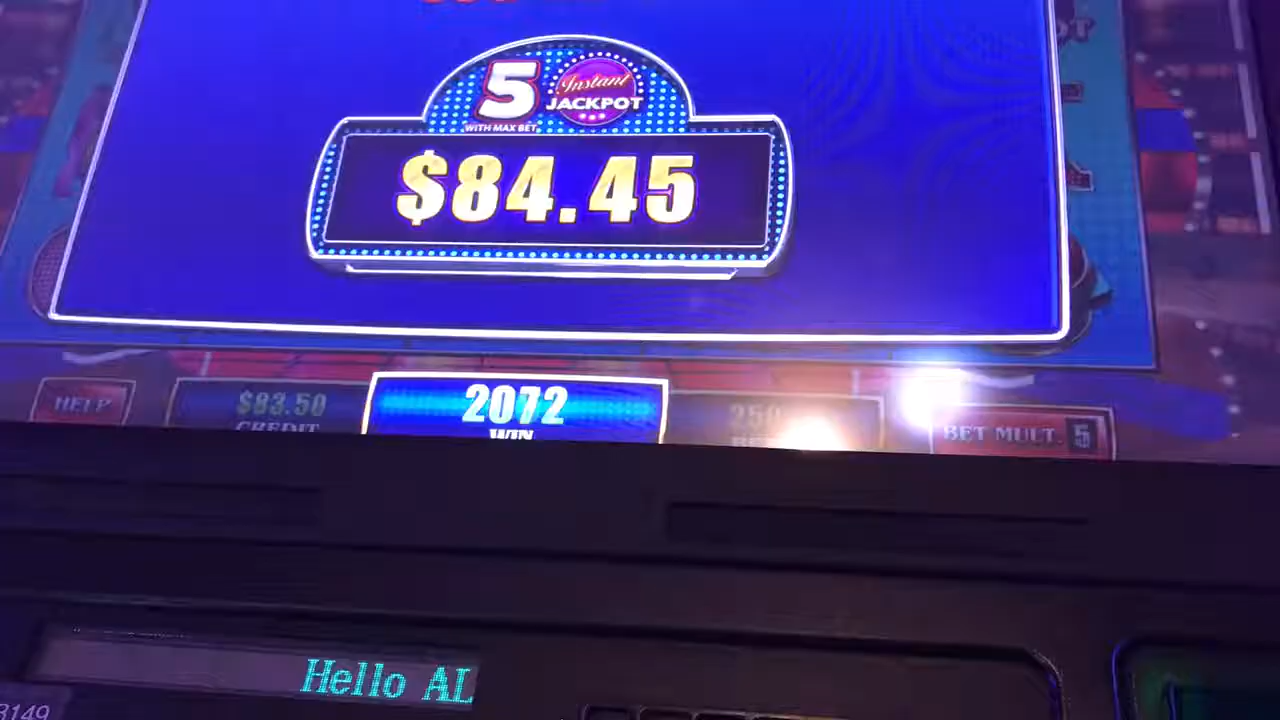 5
Instant
JACKPOT
WITH MAX BET
$84.45
HELP
$83.50
CREDIT
2072
WIN
250
BET MULT. 5
Hello AL
3149